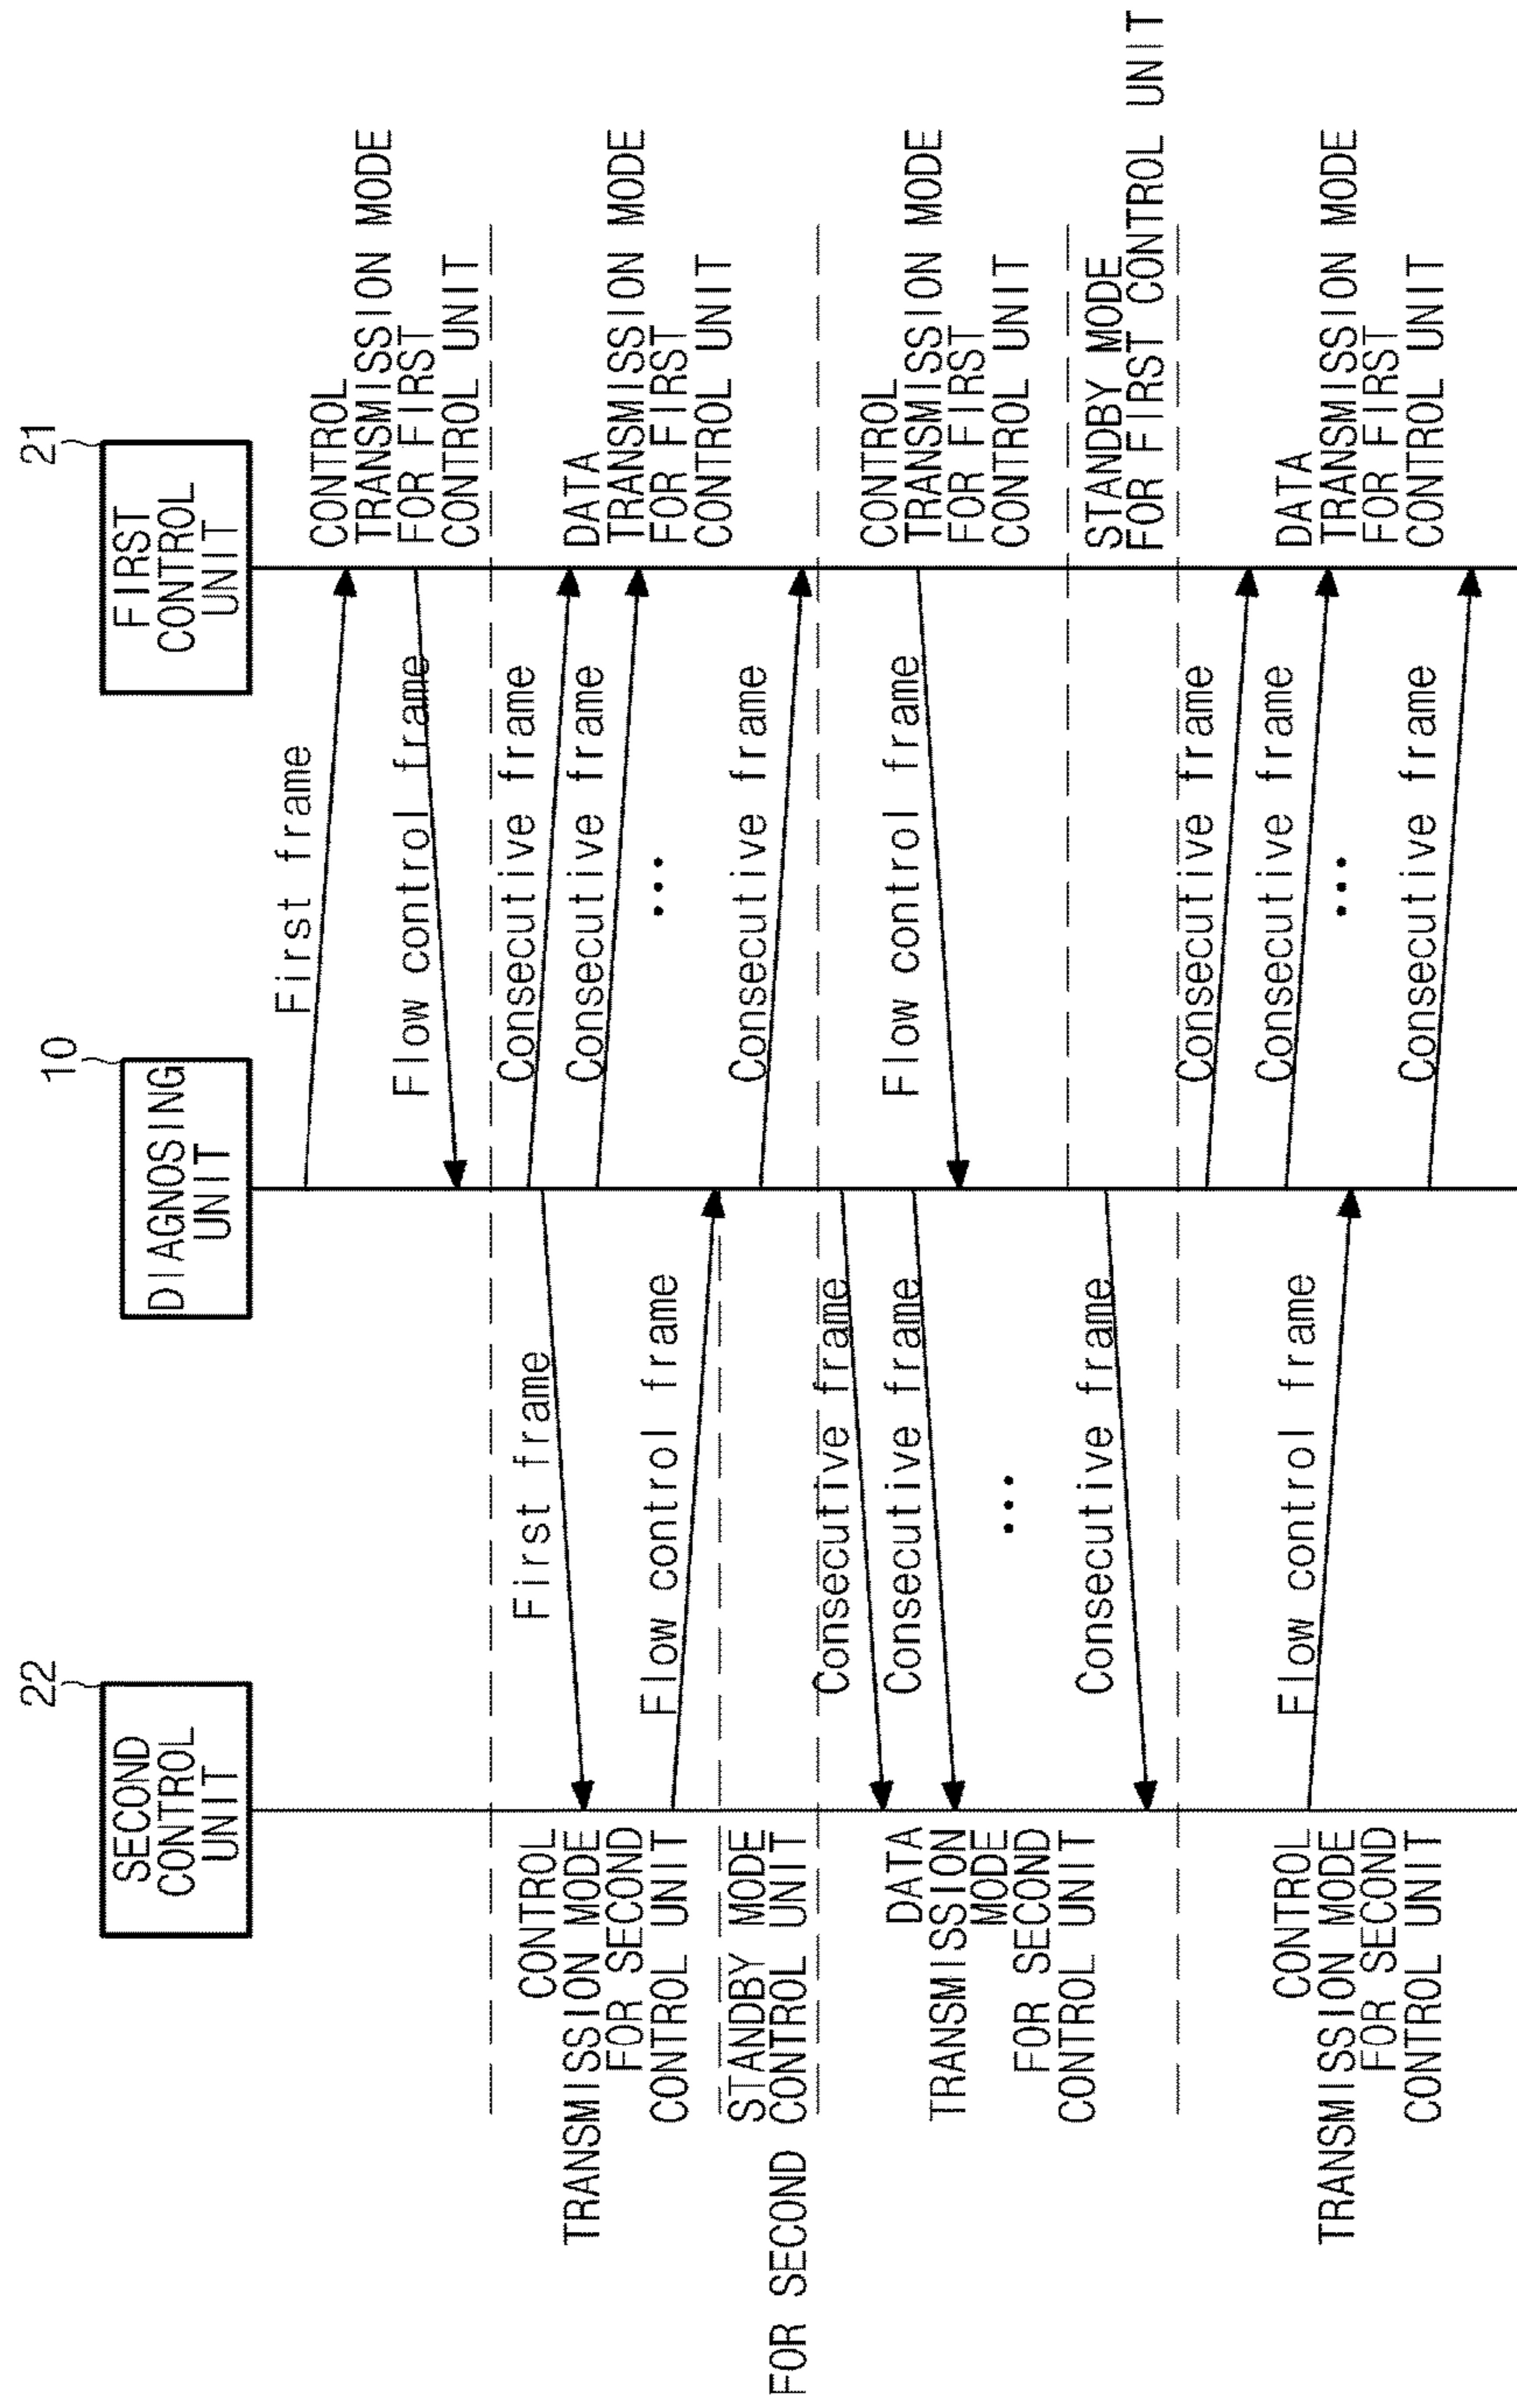 22
SECOND
CONTROL
UNIT
10
DIAGNOSING
UNIT
21
FIRST
CONTROL
UNIT
First frame
CONTROL
TRANSMISSION MODE
FOR FIRST
CONTROL UNIT
Flow control frame
CONTROL
TRANSMISSION MODE
FOR SECOND
CONTROL UNIT
First frame
Flow control frame
Consecutive frame
Consecutive frame
Consecutive frame
DATA
TRANSMISSION MODE
FOR FIRST
CONTROL UNIT
STANDBY MODE
FOR SECOND CONTROL UNIT
DATA
TRANSMISSION
MODE
FOR SECOND
CONTROL UNIT
Consecutive frame
Consecutive frame
Consecutive frame
Flow control frame
CONTROL
TRANSMISSION MODE
FOR FIRST
CONTROL UNIT
STANDBY MODE
FOR FIRST CONTROL UNIT
CONTROL
TRANSMISSION MODE
FOR SECOND
CONTROL UNIT
Flow control frame
Consecutive frame
Consecutive frame
Consecutive frame
DATA
TRANSMISSION MODE
FOR FIRST
CONTROL UNIT